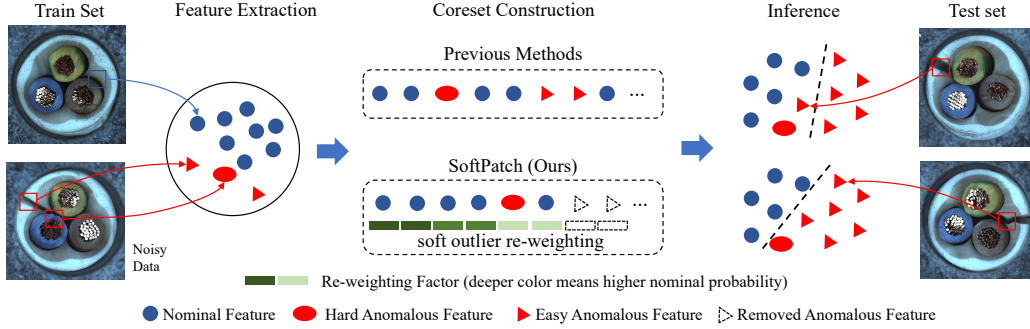 Train Set
Feature Extraction
Coreset Construction
Inference
Test set
Previous Methods
...
SoftPatch (Ours)
...
soft outlier re-weighting
Noisy
Data
Re-weighting Factor (deeper color means higher nominal probability)
Nominal Feature
Hard Anomalous Feature
Easy Anomalous Feature
Removed Anomalous Feature